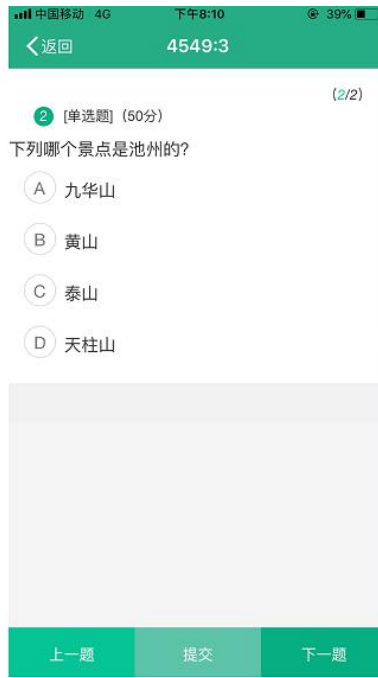 中国移动 4G 下午8:10 39%
返回 4549:3
(2/2)
2 [单选题]（50分）
下列哪个景点是池州的?
A 九华山
B 黄山
C 泰山
D 天柱山
上一题 提交 下一题